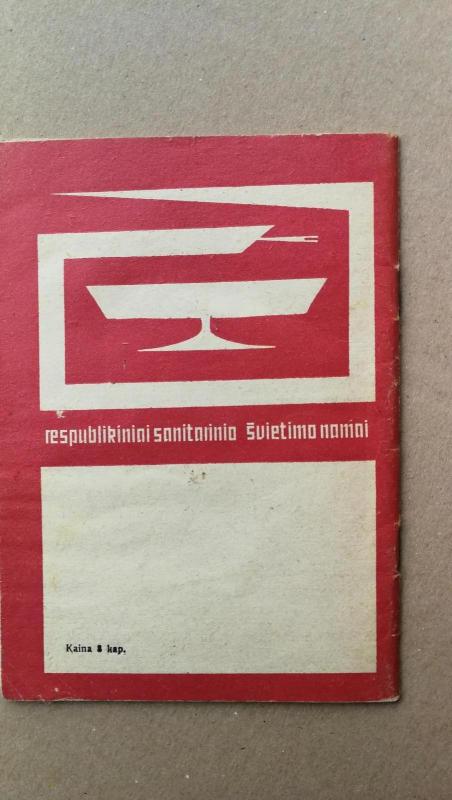 respublikiniai sanitarinio švietimo namai
Kaina 8 kap.